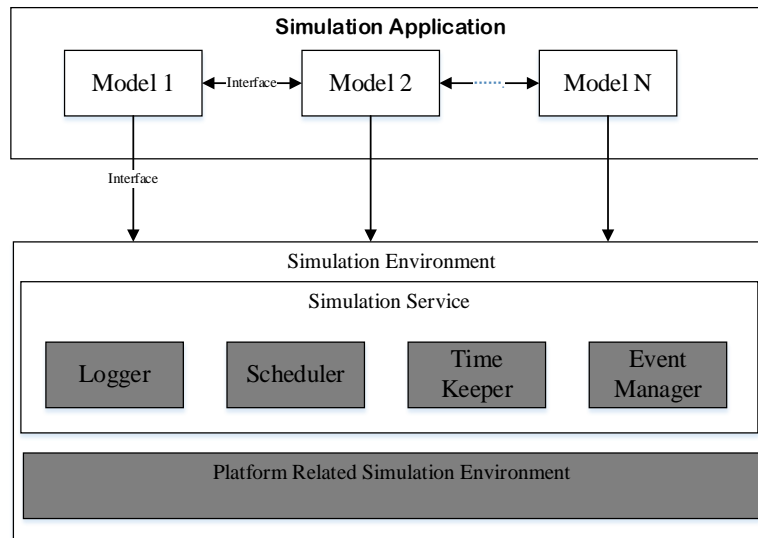 Simulation Application
Model 1
Interface
Model 2
Model N
Interface
Simulation Environment
Simulation Service
Logger
Scheduler
Time
Keeper
Event
Manager
Platform Related Simulation Environment